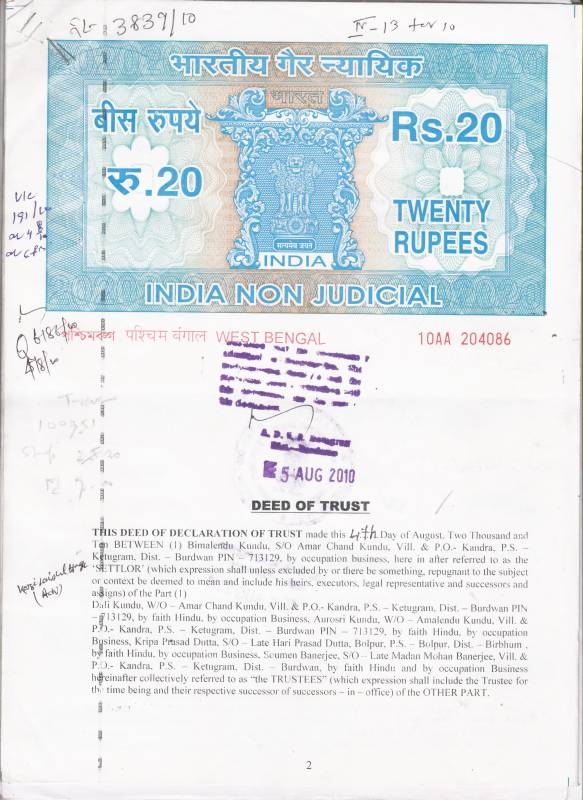 3839/10
IV-13 for 10
भारतीय गैर न्यायिक
भारत
बीस रुपये
Rs.20
रु.20
TWENTY
RUPEES
सत्यमेव जयते
INDIA
INDIA NON JUDICIAL
পশ্চিমবঙ্গ पश्चिम बंगाल WEST BENGAL
10AA 204086
5 AUG 2010
DEED OF TRUST
THIS DEED OF DECLARATION OF TRUST made this 4th Day of August, Two Thousand and
Ten BETWEEN (1) Bimalendu Kundu, S/O Amar Chand Kundu, Vill. & P.O.- Kandra, P.S. –
Ketugram, Dist. – Burdwan PIN – 713129, by occupation business, here in after referred to as the
'SETTLOR' (which expression shall unless excluded by or there be something, repugnant to the subject
or context be deemed to mean and include his heirs, executors, legal representative and successors and
assigns) of the Part (1)
Dali Kundu, W/O – Amar Chand Kundu, Vill. & P.O.- Kandra, P.S. – Ketugram, Dist. – Burdwan PIN
– 713129, by faith Hindu, by occupation Business, Aurosri Kundu, W/O – Amalendu Kundu, Vill. &
P.O.- Kandra, P.S. – Ketugram, Dist. – Burdwan PIN – 713129, by faith Hindu, by occupation
Business, Kripa Prasad Dutta, S/O – Late Hari Prasad Dutta, Bolpur, P.S. – Bolpur, Dist. – Birbhum ,
by faith Hindu, by occupation Business, Soumen Banerjee, S/O – Late Madan Mohan Banerjee, Vill. &
P.O.- Kandra, P.S. – Ketugram, Dist. – Burdwan, by faith Hindu and by occupation Business
hereinafter collectively referred to as "the TRUSTEES" (which expression shall include the Trustee for
the time being and their respective successor of successors – in – office) of the OTHER PART.
2